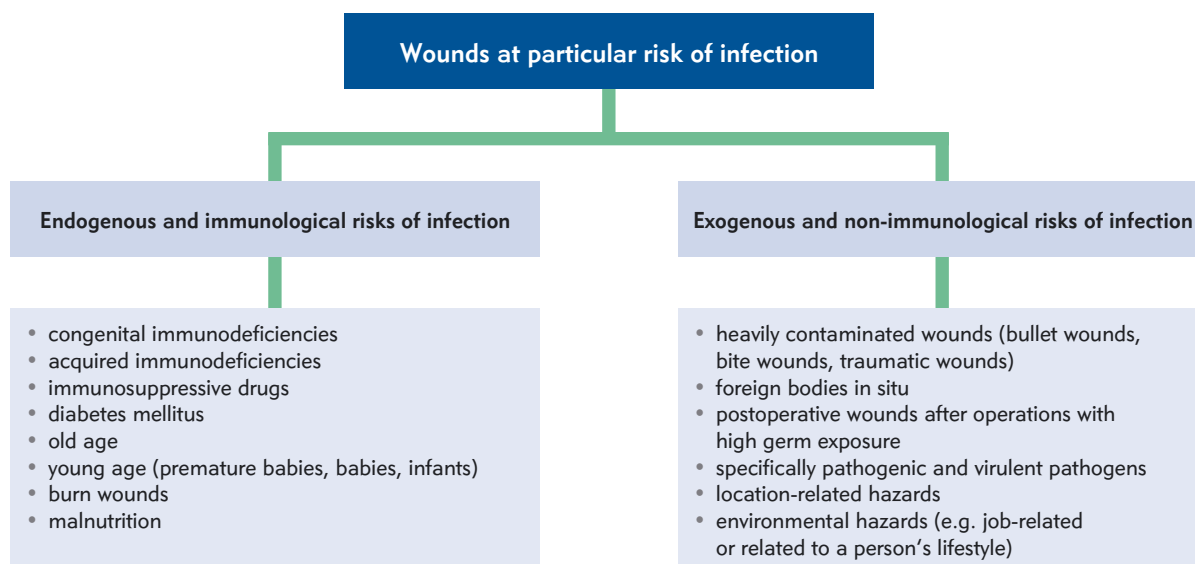 Wounds at particular risk of infection
Endogenous and immunological risks of infection
• congenital immunodeficiencies
• acquired immunodeficiencies
• immunosuppressive drugs
• diabetes mellitus
• old age
• young age (premature babies, babies, infants)
• burn wounds
• malnutrition
Exogenous and non-immunological risks of infection
• heavily contaminated wounds (bullet wounds,
bite wounds, traumatic wounds)
• foreign bodies in situ
• postoperative wounds after operations with
high germ exposure
• specifically pathogenic and virulent pathogens
• location-related hazards
• environmental hazards (e.g. job-related
or related to a person's lifestyle)